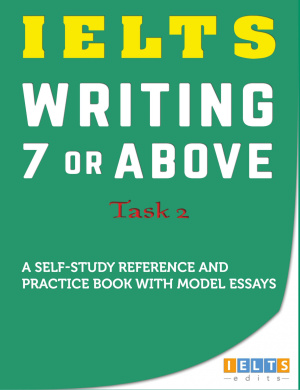 IELTS
WRITING
7 OR ABOVE
Task 2
A SELF-STUDY REFERENCE AND
PRACTICE BOOK WITH MODEL ESSAYS
IELTS
edits